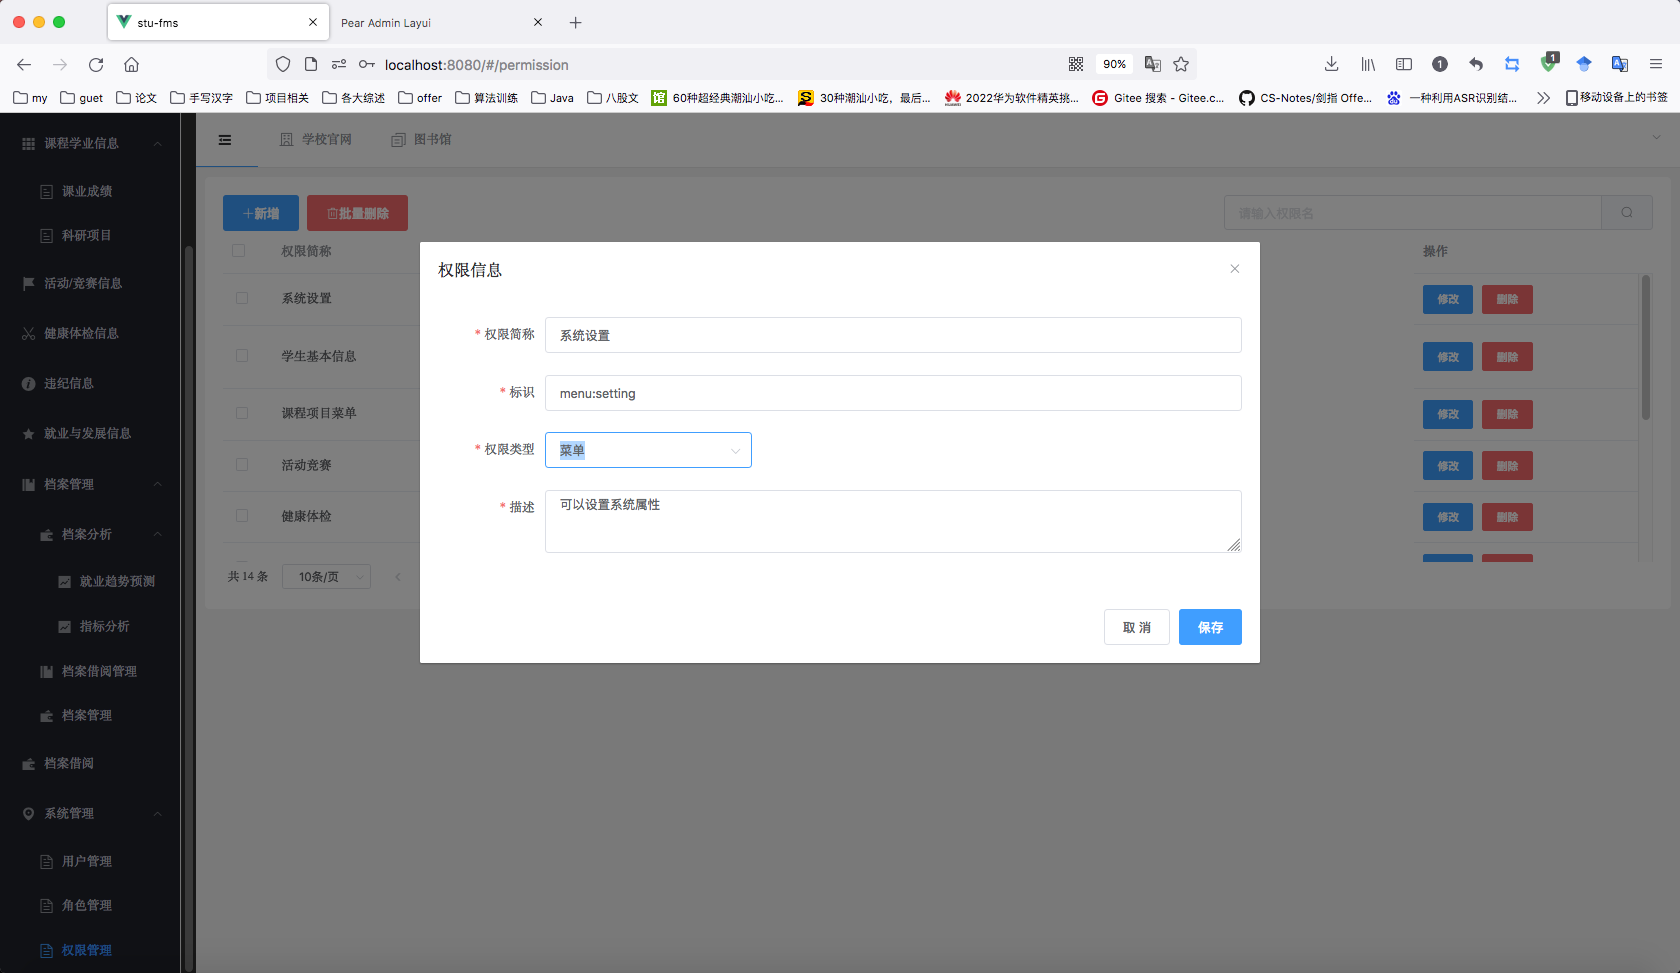 stu-fms
Pear Admin Layui
localhost:8080/#/permission
90%
1
1
my
guet
论文
手写汉字
项目相关
各大综述
offer
算法训练
Java
八股文
60种超经典潮汕小吃...
30种潮汕小吃，最后...
2022华为软件精英挑...
Gitee 搜索 - Gitee.c...
CS-Notes/剑指 Offe...
一种利用ASR识别结...
移动设备上的书签
课程学业信息
课业成绩
科研项目
活动/竞赛信息
健康体检信息
违纪信息
就业与发展信息
档案管理
档案分析
就业趋势预测
指标分析
档案借阅管理
档案管理
档案借阅
系统管理
用户管理
角色管理
权限管理
学校官网
图书馆
新增
批量删除
请输入权限名
权限简称
操作
系统设置
修改
删除
学生基本信息
修改
删除
课程项目菜单
修改
删除
活动竞赛
修改
删除
健康体检
修改
删除
共 14 条
10条/页
权限信息
* 权限简称
系统设置
* 标识
menu:setting
* 权限类型
菜单
* 描述
可以设置系统属性
取 消
保存